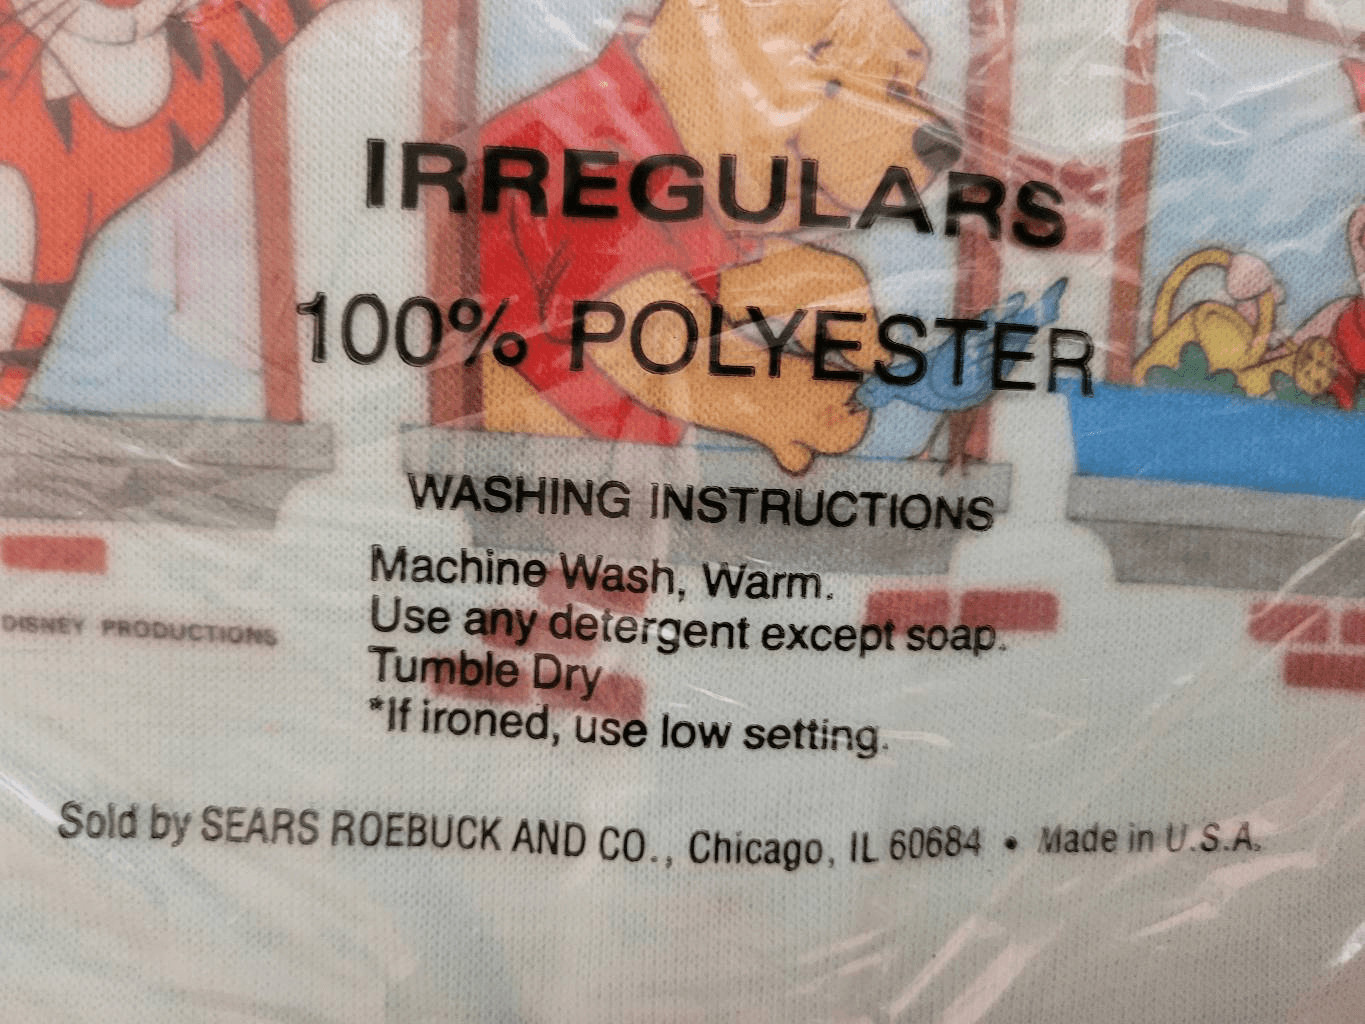 IRREGULARS
100% POLYESTER
WASHING INSTRUCTIONS
Machine Wash, Warm.
Use any detergent except soap.
Tumble Dry
*If ironed, use low setting.
DISNEY PRODUCTIONS
Sold by SEARS ROEBUCK AND CO., Chicago, IL 60684 • Made in U.S.A.